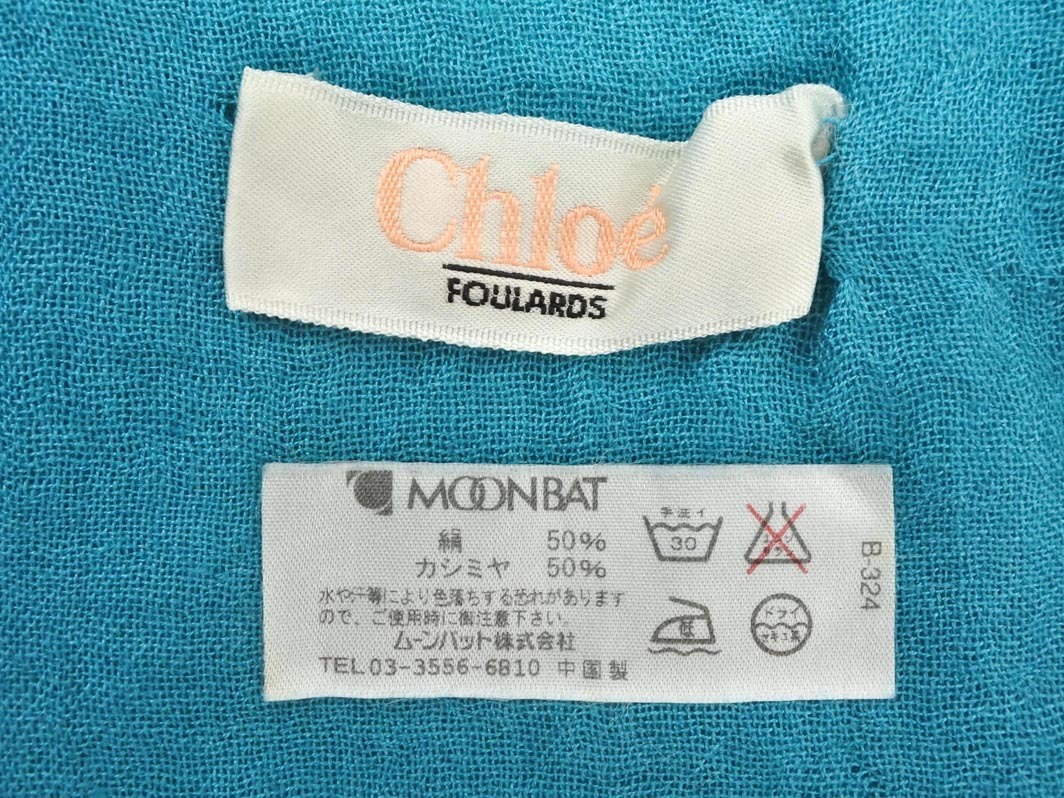 Chloé
FOULARDS
MOONBAT
絹 50%
カシミヤ 50%
水や汗等により色落ちする恐れがあります
ので、ご使用時に御注意下さい。
ムーンバット株式会社
TEL 03-3556-6810 中国製
手洗イ
30
低
ドライ
B-324